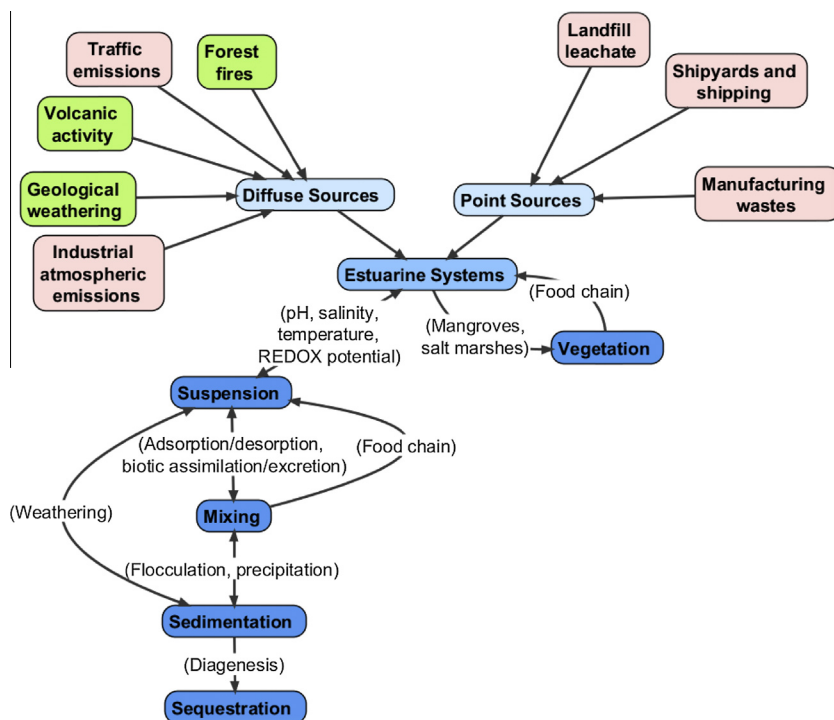 Traffic
emissions
Forest
fires
Landfill
leachate
Shipyards and
shipping
Volcanic
activity
Geological
weathering
Diffuse Sources
Point Sources
Manufacturing
wastes
Industrial
atmospheric
emissions
Estuarine Systems
(Food chain)
(pH, salinity,
temperature,
REDOX potential)
(Mangroves,
salt marshes)
Vegetation
Suspension
(Adsorption/desorption,
biotic assimilation/excretion)
(Food chain)
(Weathering)
Mixing
(Flocculation, precipitation)
Sedimentation
(Diagenesis)
Sequestration